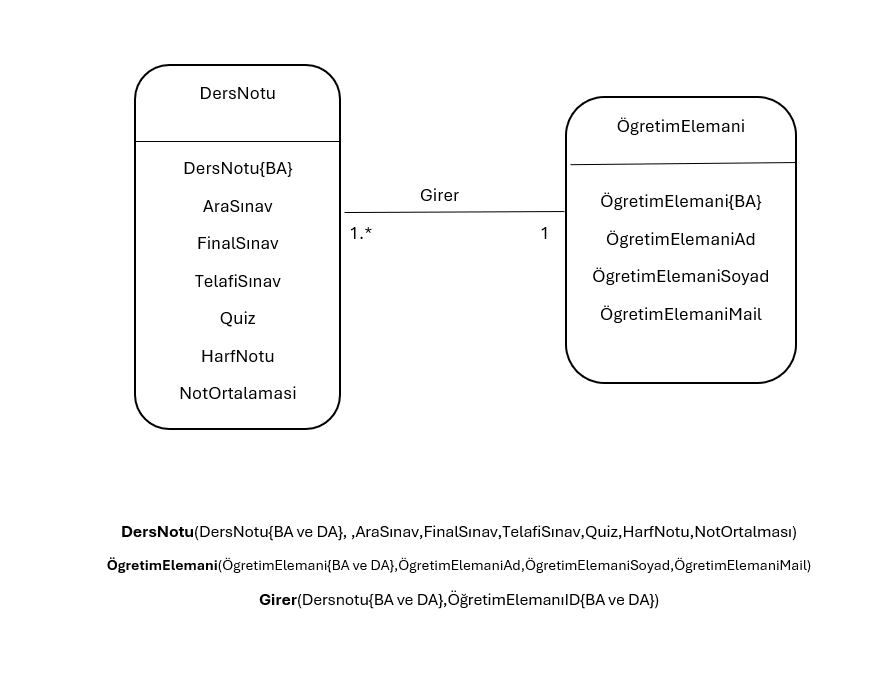 DersNotu
DersNotu{BA}
AraSınav
FinalSınav
TelafiSınav
Quiz
HarfNotu
NotOrtalamasi
Girer
1.*
1
ÖgretimElemani
ÖgretimElemani{BA}
ÖgretimElemaniAd
ÖgretimElemaniSoyad
ÖgretimElemaniMail
DersNotu(DersNotu{BA ve DA}, ,AraSınav,FinalSınav,TelafiSınav,Quiz,HarfNotu,NotOrtalması)
ÖgretimElemani(ÖgretimElemani{BA ve DA},ÖgretimElemaniAd,ÖgretimElemaniSoyad,ÖgretimElemaniMail)
Girer(Dersnotu{BA ve DA},ÖğretimElemanıID{BA ve DA})